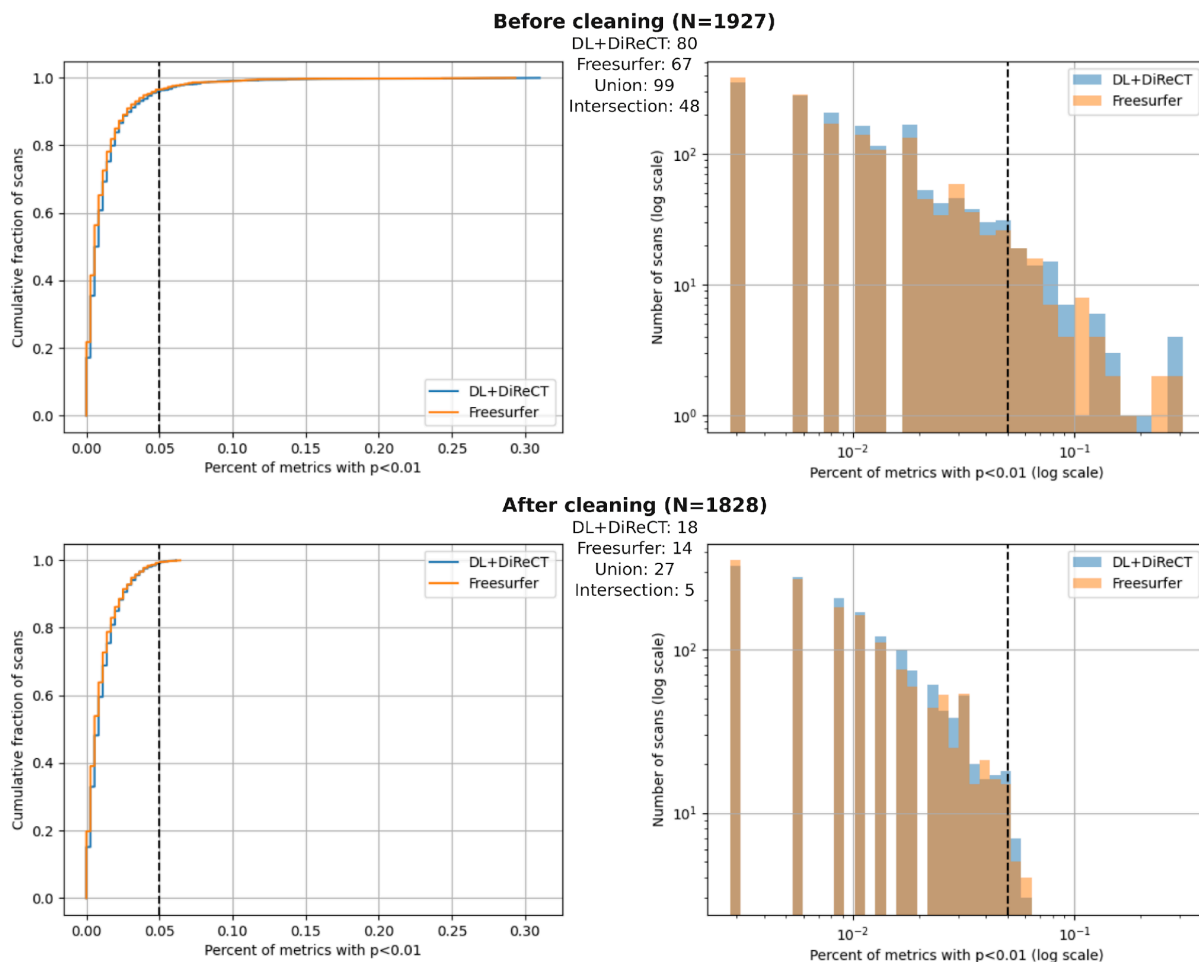 Before cleaning (N=1927)
DL+DiReCT: 80
Freesurfer: 67
Union: 99
Intersection: 48
Cumulative fraction of scans
1.0
0.8
0.6
0.4
0.2
0.0
DL+DiReCT
Freesurfer
0.00 0.05 0.10 0.15 0.20 0.25 0.30
Percent of metrics with p<0.01
Number of scans (log scale)
DL+DiReCT
Freesurfer
10²
10¹
10⁰
10⁻² 10⁻¹
Percent of metrics with p<0.01 (log scale)
After cleaning (N=1828)
DL+DiReCT: 18
Freesurfer: 14
Union: 27
Intersection: 5
Cumulative fraction of scans
1.0
0.8
0.6
0.4
0.2
0.0
DL+DiReCT
Freesurfer
0.00 0.05 0.10 0.15 0.20 0.25 0.30
Percent of metrics with p<0.01
Number of scans (log scale)
DL+DiReCT
Freesurfer
10²
10¹
10⁻² 10⁻¹
Percent of metrics with p<0.01 (log scale)